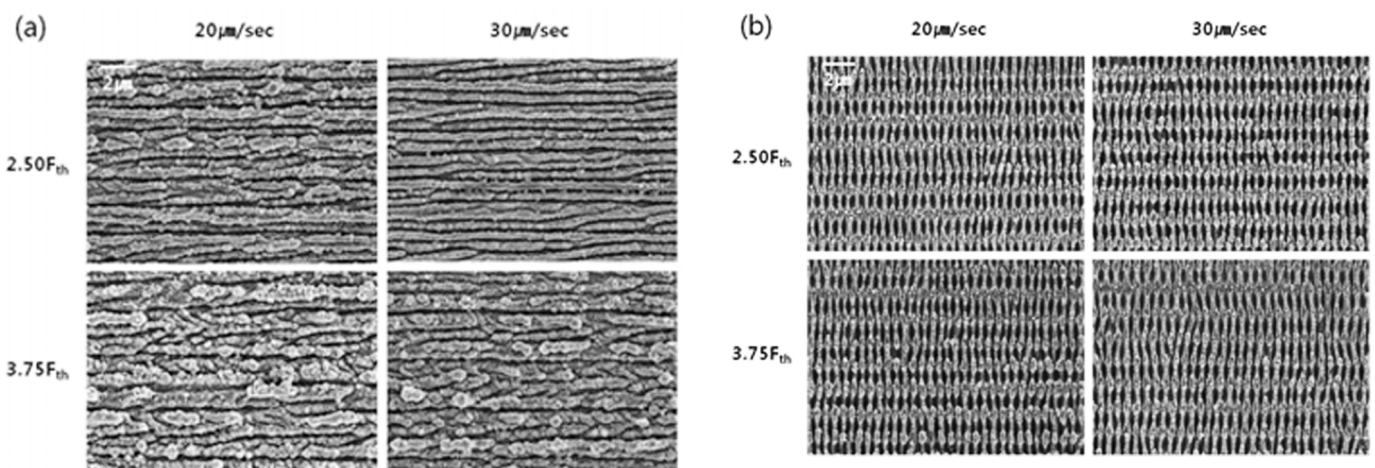 (a) 20㎛/sec 30㎛/sec (b) 20㎛/sec 30㎛/sec
2㎛ 2㎛
2.50Fth 2.50Fth
3.75Fth 3.75Fth